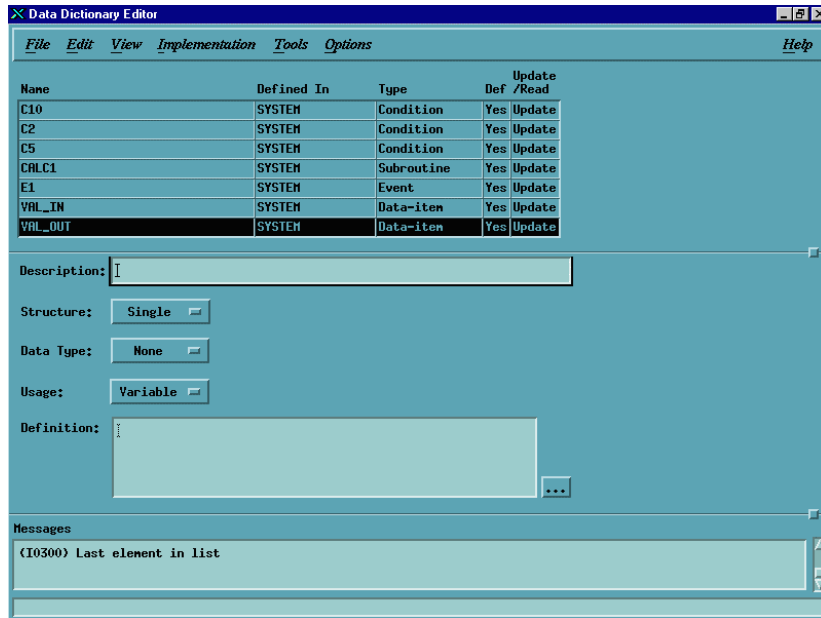 Data Dictionary Editor
File Edit View Implementation Tools Options Help
Update
Name Defined In Type Def /Read
C10 SYSTEM Condition Yes Update
C2 SYSTEM Condition Yes Update
C5 SYSTEM Condition Yes Update
CALC1 SYSTEM Subroutine Yes Update
E1 SYSTEM Event Yes Update
VAL_IN SYSTEM Data-item Yes Update
VAL_OUT SYSTEM Data-item Yes Update
Description:
Structure: Single
Data Type: None
Usage: Variable
Definition:
...
Messages
(I0300) Last element in list